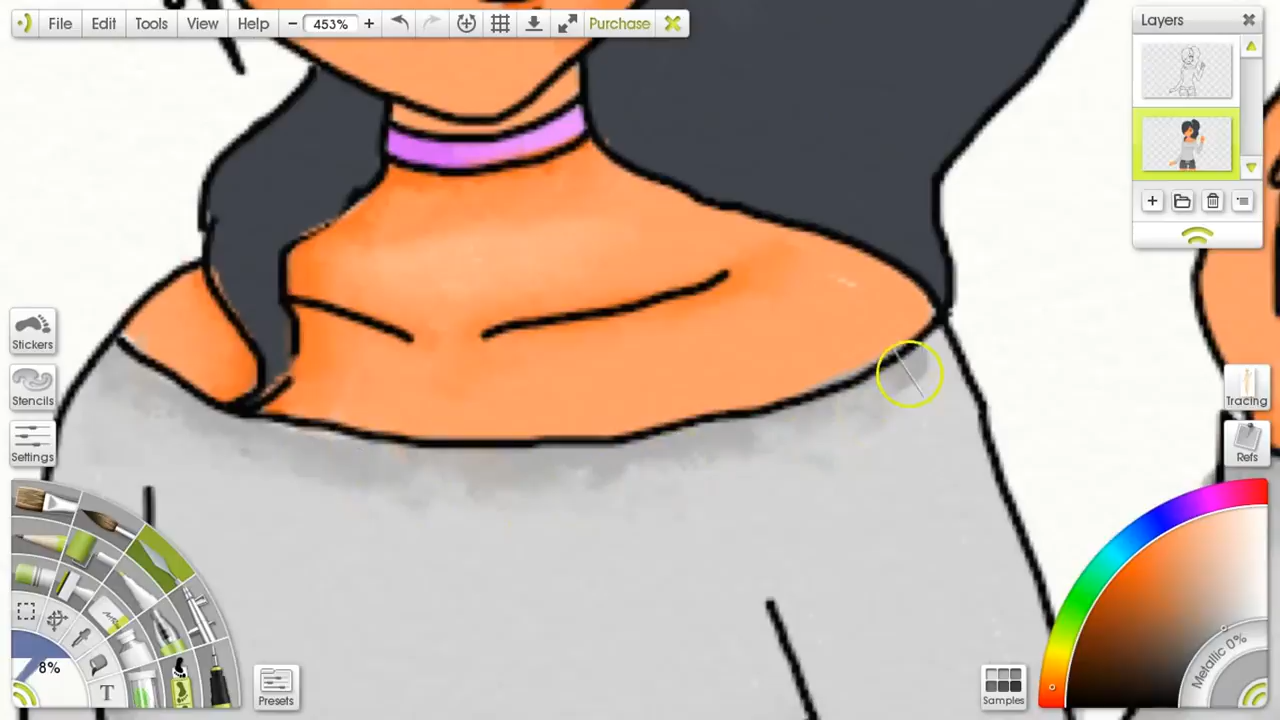 File Edit Tools View Help 453% Purchase
Layers
Stickers
Stencils
Settings
Tracing
Refs
8%
T
Presets
Samples
Metallic 0%